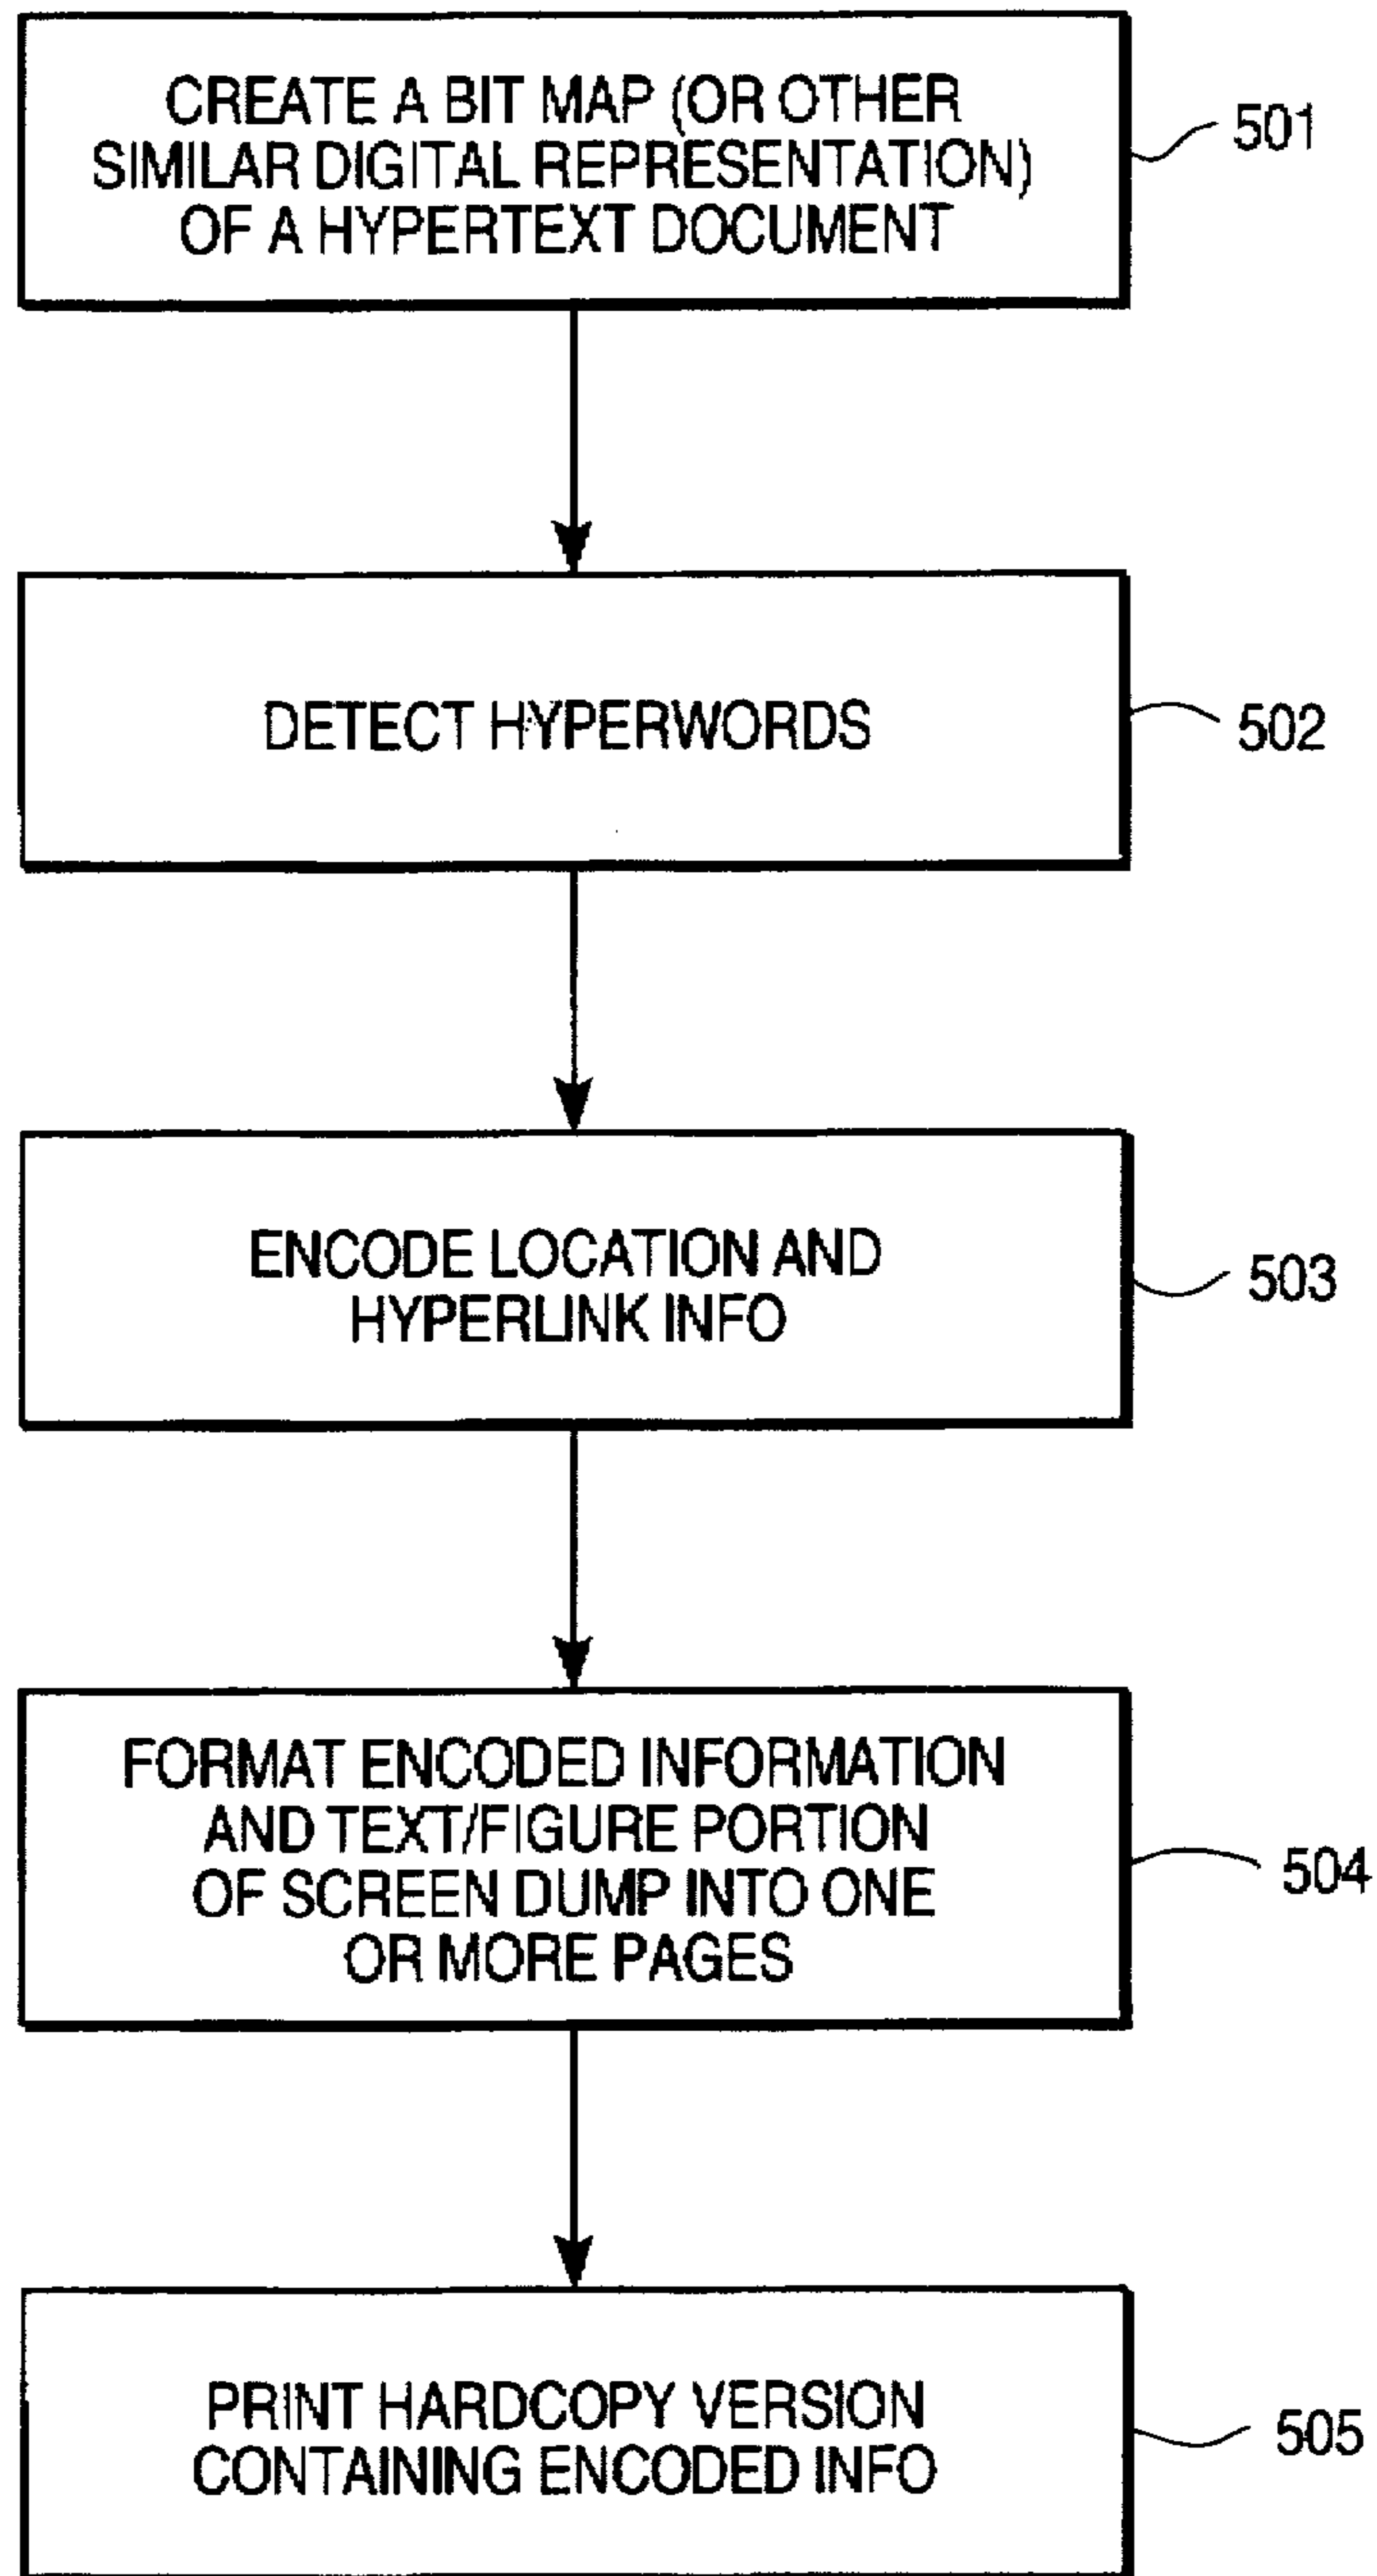 CREATE A BIT MAP (OR OTHER
SIMILAR DIGITAL REPRESENTATION)
OF A HYPERTEXT DOCUMENT
501
DETECT HYPERWORDS
502
ENCODE LOCATION AND
HYPERLINK INFO
503
FORMAT ENCODED INFORMATION
AND TEXT/FIGURE PORTION
OF SCREEN DUMP INTO ONE
OR MORE PAGES
504
PRINT HARDCOPY VERSION
CONTAINING ENCODED INFO
505